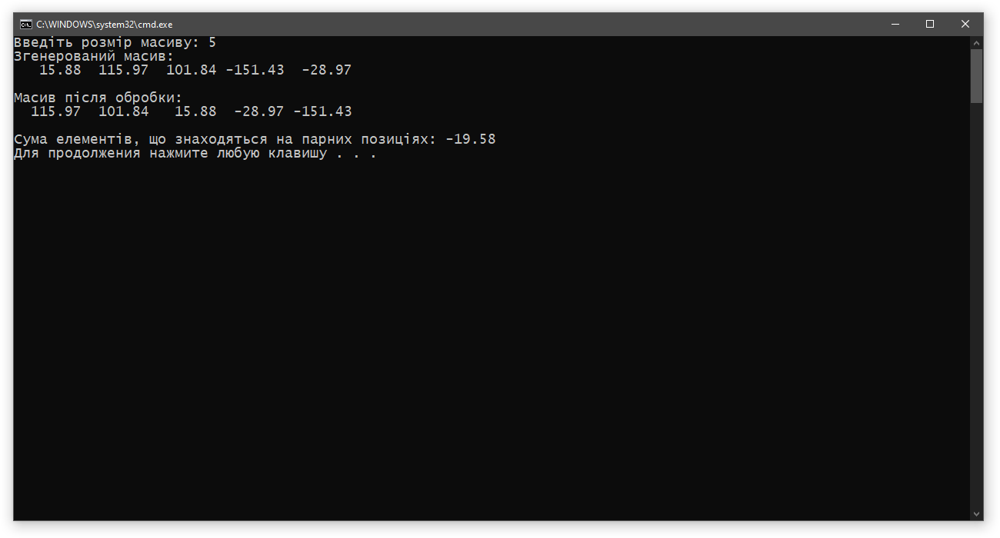 C:\WINDOWS\system32\cmd.exe
Введіть розмір масиву: 5
Згенерований масив:
   15.88  115.97  101.84 -151.43  -28.97
Масив після обробки:
  115.97  101.84   15.88  -28.97 -151.43
Сума елементів, що знаходяться на парних позиціях: -19.58
Для продолжения нажмите любую клавишу . . .